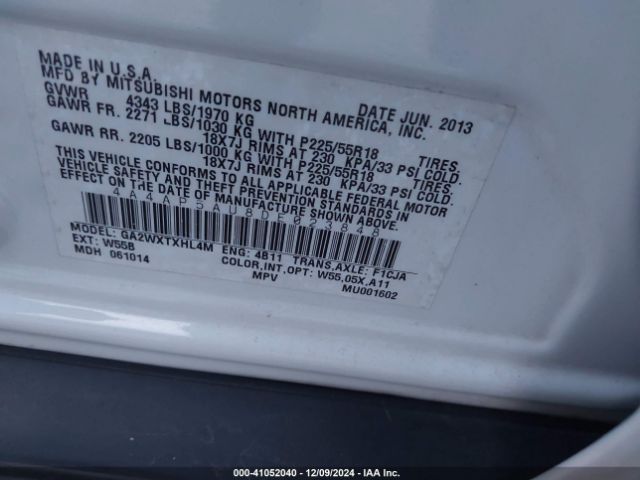 MADE IN U.S.A.
MFD BY MITSUBISHI MOTORS NORTH AMERICA, INC.
DATE JUN. 2013
GVWR 4343 LBS/1970 KG
GAWR FR. 2271 LBS/1030 KG WITH P225/55R18 TIRES,
18X7J RIMS AT 230 KPA/33 PSI COLD.
GAWR RR. 2205 LBS/1000 KG WITH P225/55R18 TIRES,
18X7J RIMS AT 230 KPA/33 PSI COLD.
THIS VEHICLE CONFORMS TO ALL APPLICABLE FEDERAL MOTOR
VEHICLE SAFETY AND THEFT PREVENTION STANDARDS IN
EFFECT ON THE DATE OF MANUFACTURE SHOWN ABOVE.
4A4AP5AU8DE023848
MODEL: GA2WXTXHL4M ENG: 4B11 TRANS,AXLE: F1CJA
EXT: W55B COLOR,INT,OPT: W55,05X,A11
MDH 061014 MPV MU001602
000-41052040 | 12/09/2024 - IAA Inc.